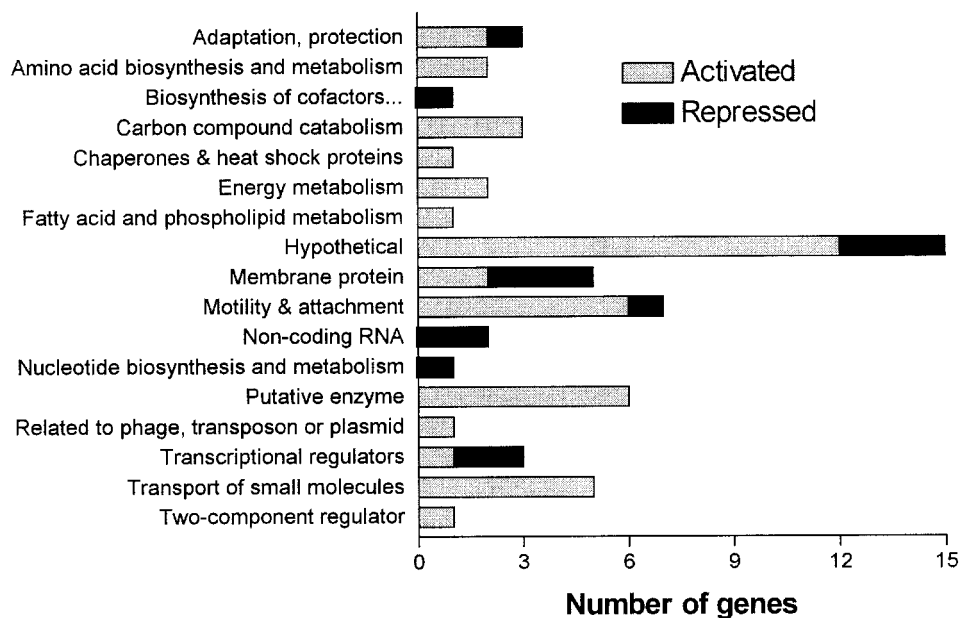 Adaptation, protection
Amino acid biosynthesis and metabolism
Biosynthesis of cofactors...
Carbon compound catabolism
Chaperones & heat shock proteins
Energy metabolism
Fatty acid and phospholipid metabolism
Hypothetical
Membrane protein
Motility & attachment
Non-coding RNA
Nucleotide biosynthesis and metabolism
Putative enzyme
Related to phage, transposon or plasmid
Transcriptional regulators
Transport of small molecules
Two-component regulator
Activated
Repressed
0 3 6 9 12 15
Number of genes